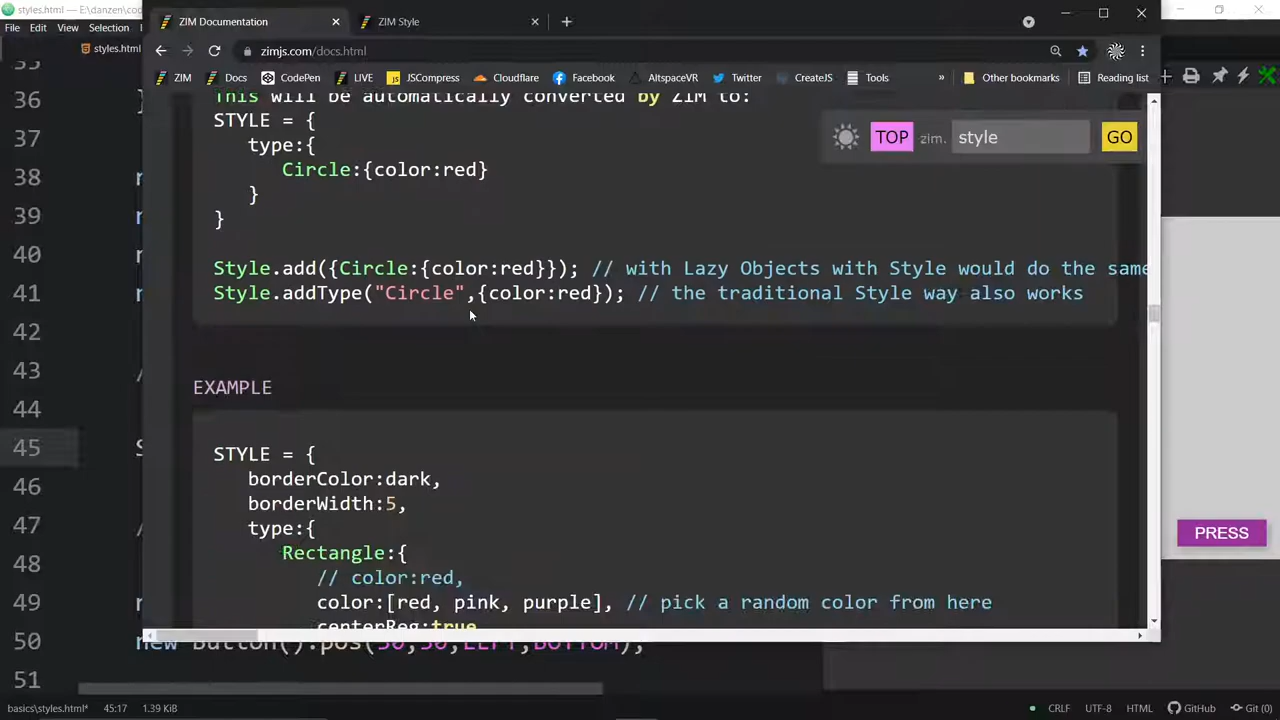 styles.html — E:\danzen\
File Edit View Selection
styles.html
ZIM Documentation
ZIM Style
zimjs.com/docs.html
ZIM Docs CodePen LIVE JSCompress Cloudflare Facebook AltspaceVR Twitter CreateJS Tools » Other bookmarks Reading list
This will be automatically converted by ZIM to:
STYLE = {
type:{
Circle:{color:red}
}
}
TOP zim. style GO
Style.add({Circle:{color:red}}); // with Lazy Objects with Style would do the same
Style.addType("Circle",{color:red}); // the traditional Style way also works
EXAMPLE
STYLE = {
borderColor:dark,
borderWidth:5,
type:{
Rectangle:{
// color:red,
color:[red, pink, purple], // pick a random color from here
centerReg:true
35
36 }
37
38
39
40
41
42
43 /
44
45 S
46
47 /
48
49
50 new Button().pos(50,50,LEFT,BOTTOM);
51
PRESS
basics\styles.html* 45:17 1.39 KiB CRLF UTF-8 HTML GitHub Git (0)